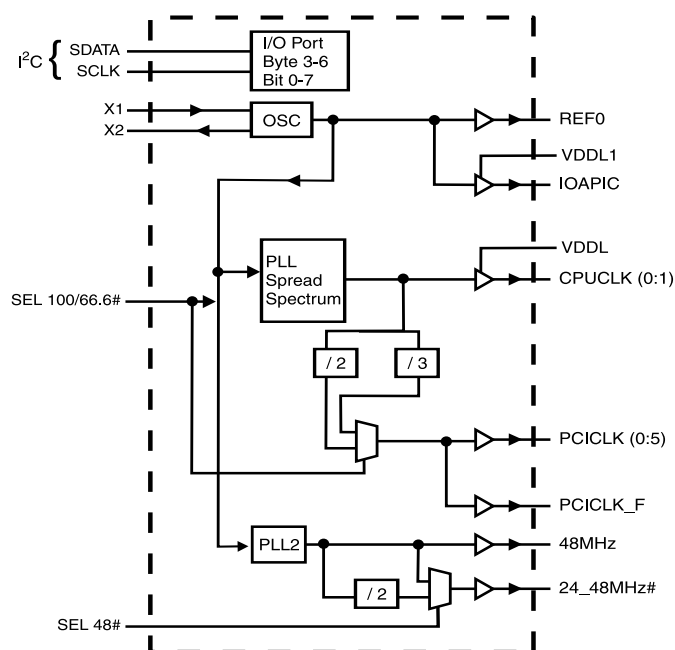 I²C { SDATA
SCLK
I/O Port
Byte 3-6
Bit 0-7
X1
X2
OSC
REF0
VDDL1
IOAPIC
PLL
Spread
Spectrum
VDDL
CPUCLK (0:1)
SEL 100/66.6#
/ 2
/ 3
PCICLK (0:5)
PCICLK_F
PLL2
48MHz
/ 2
24_48MHz#
SEL 48#